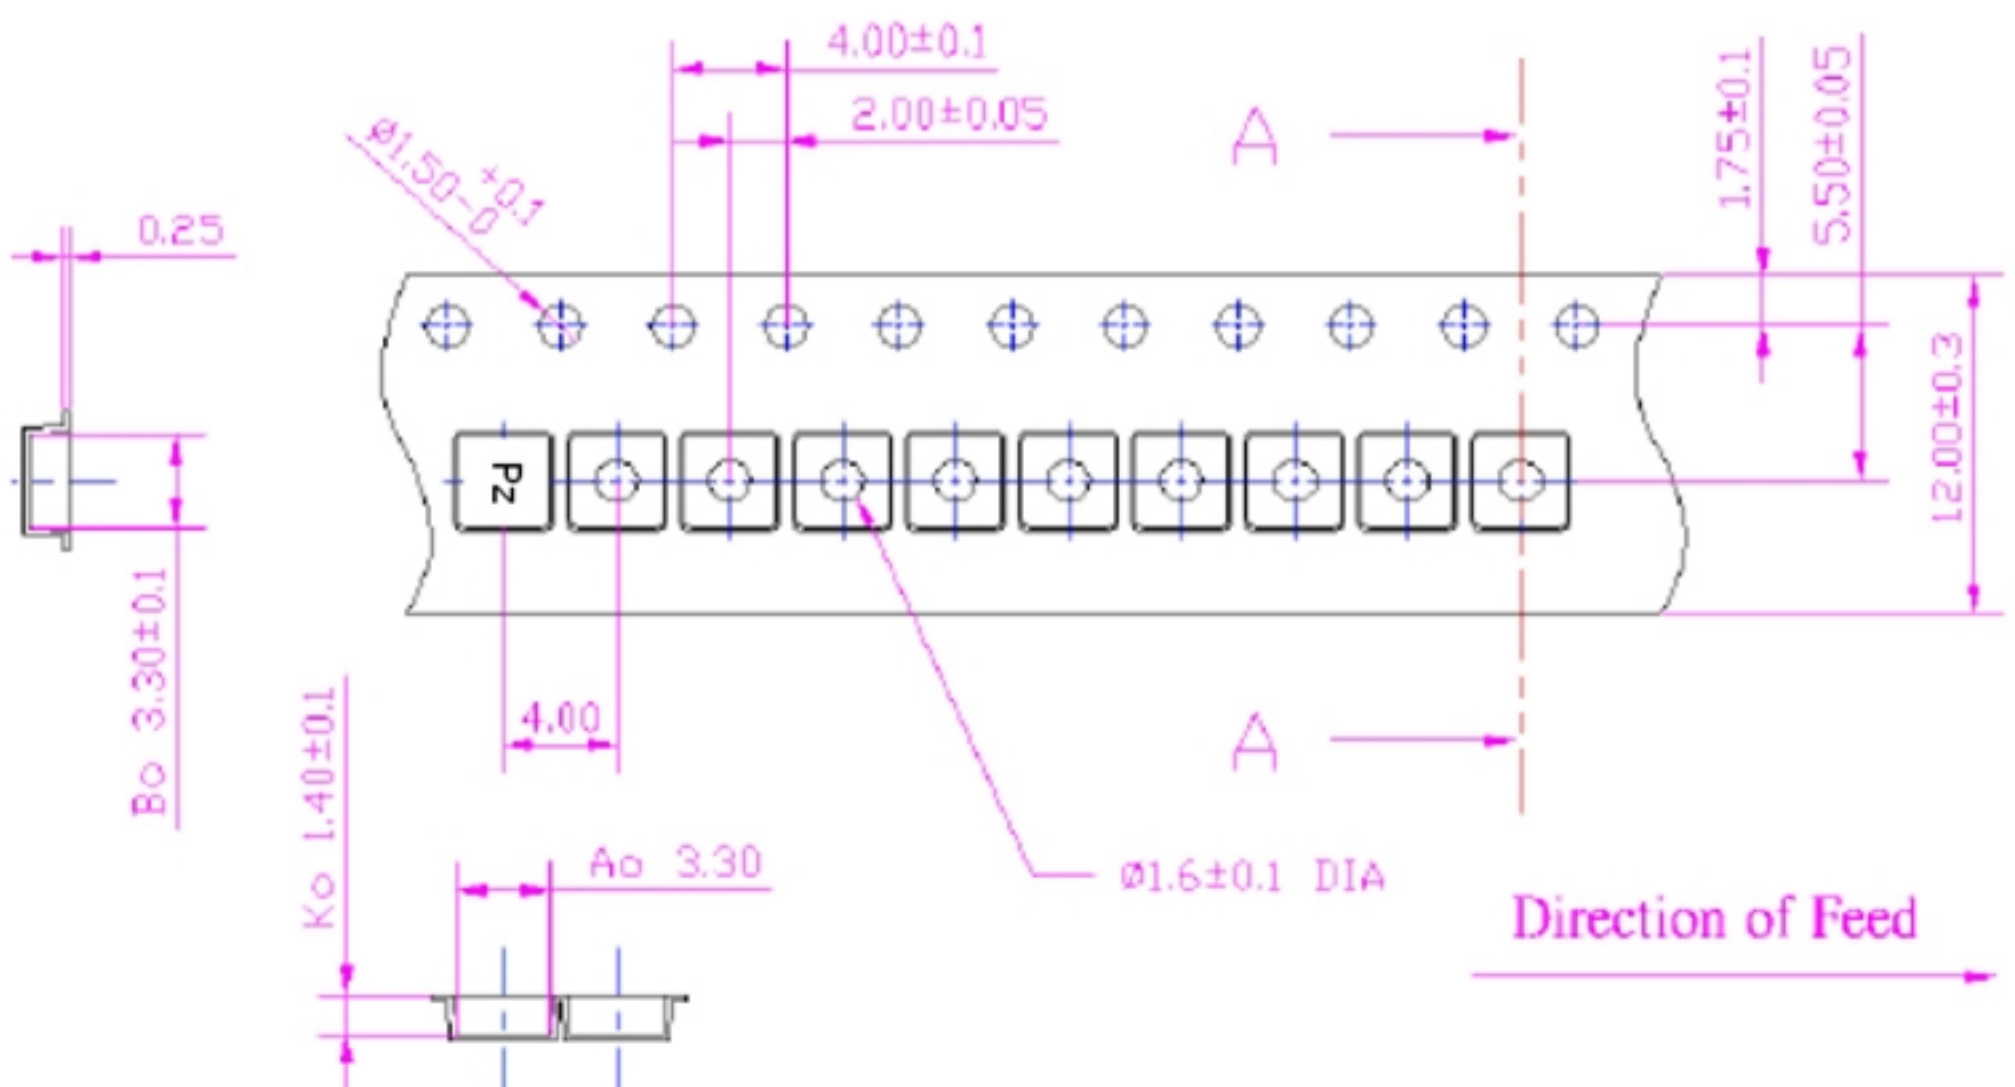 4.00±0.1
2.00±0.05
Ø1.50 +0.1
-0
A
1.75±0.1
5.50±0.05
0.25
12.00±0.3
Pz
Bo 3.30±0.1
4.00
A
Ko 1.40±0.1
Ao 3.30
Ø1.6±0.1 DIA
Direction of Feed